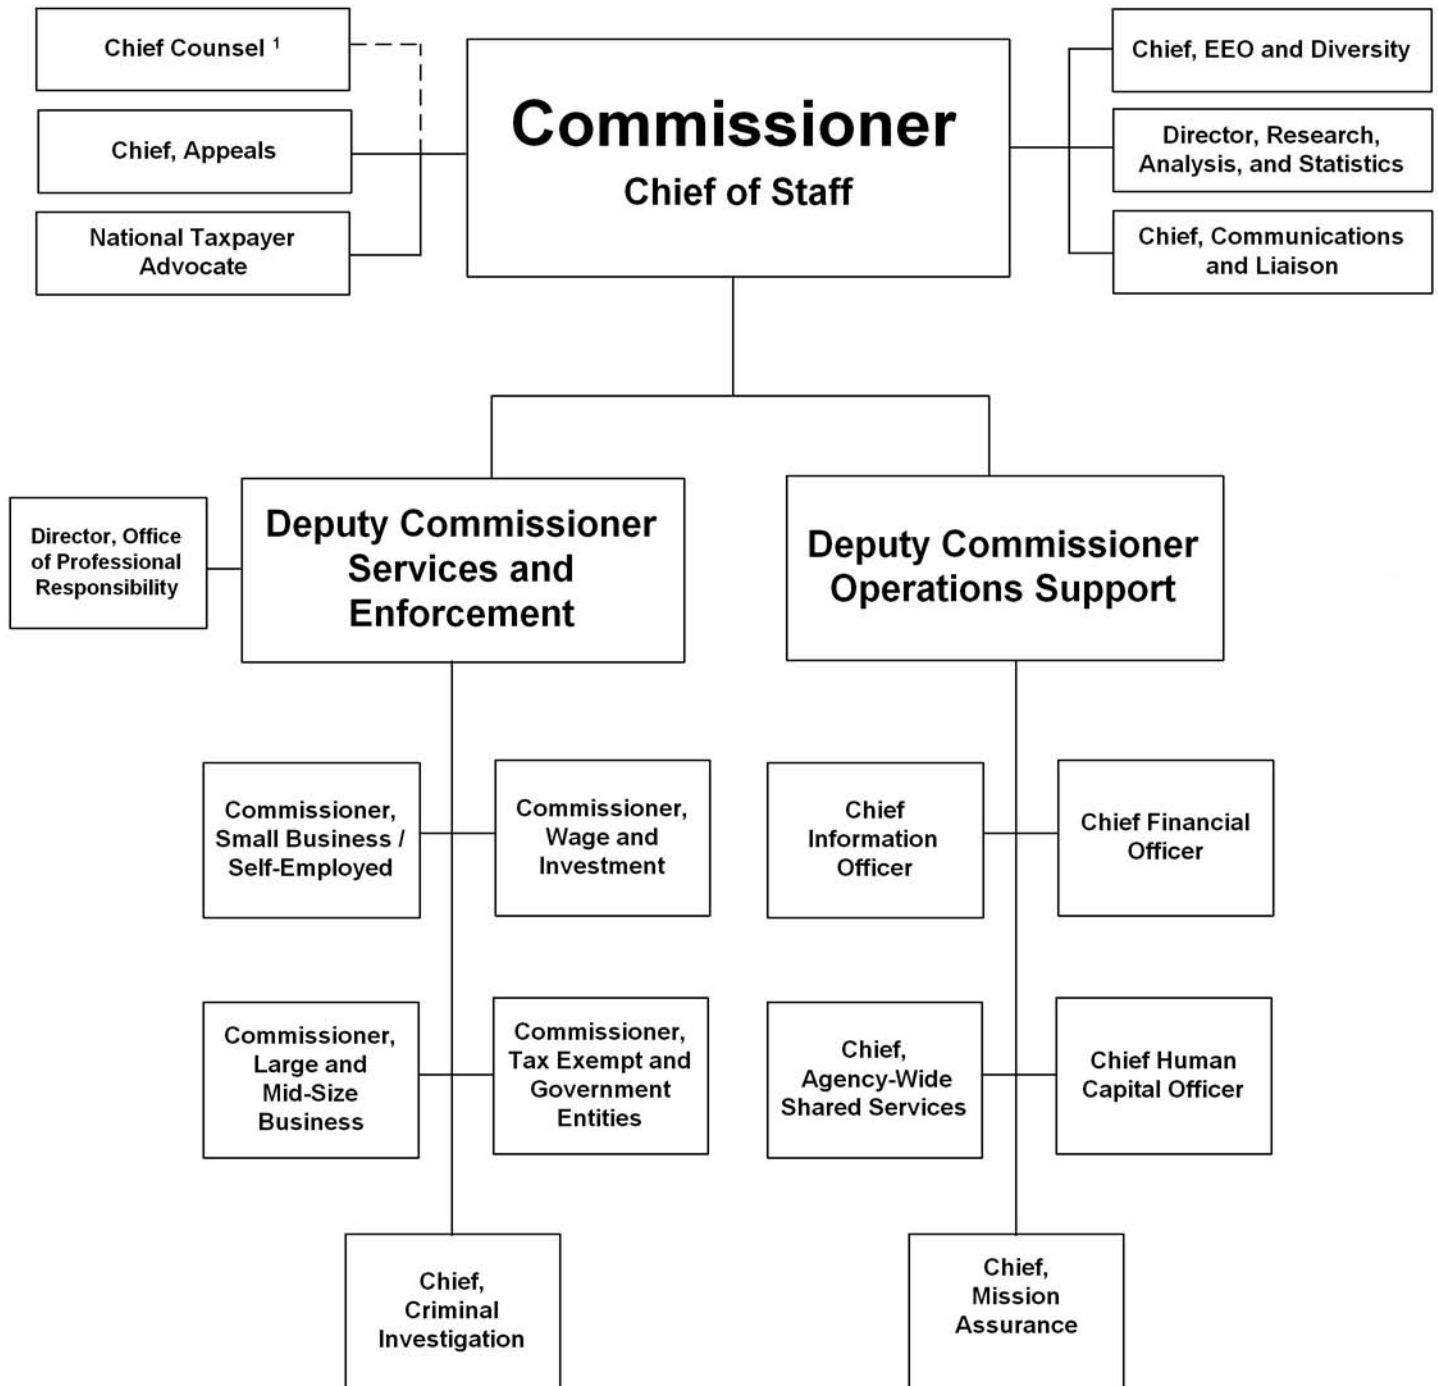 Chief Counsel ¹
Chief, Appeals
National Taxpayer
Advocate
Commissioner
Chief of Staff
Chief, EEO and Diversity
Director, Research,
Analysis, and Statistics
Chief, Communications
and Liaison
Director, Office
of Professional
Responsibility
Deputy Commissioner
Services and
Enforcement
Deputy Commissioner
Operations Support
Commissioner,
Small Business /
Self-Employed
Commissioner,
Wage and
Investment
Chief
Information
Officer
Chief Financial
Officer
Commissioner,
Large and
Mid-Size
Business
Commissioner,
Tax Exempt and
Government
Entities
Chief,
Agency-Wide
Shared Services
Chief Human
Capital Officer
Chief,
Criminal
Investigation
Chief,
Mission
Assurance